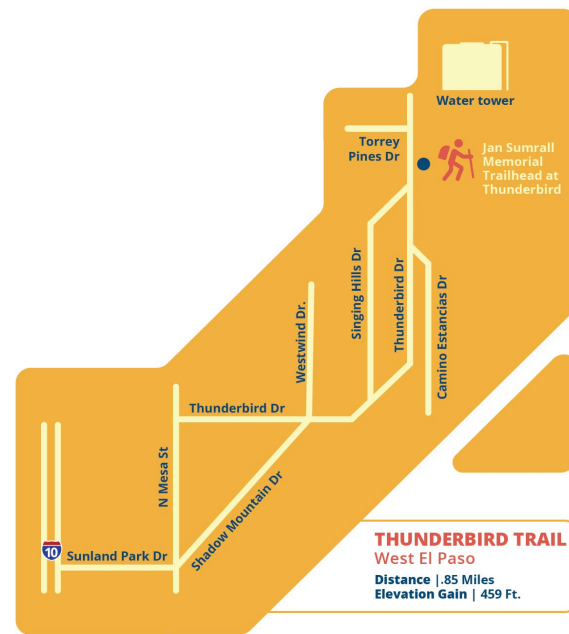 Water tower
Torrey
Pines Dr
Jan Sumrall
Memorial
Trailhead at
Thunderbird
Singing Hills Dr
Thunderbird Dr
Camino Estancias Dr
Westwind Dr.
Thunderbird Dr
N Mesa St
Shadow Mountain Dr
10
Sunland Park Dr
THUNDERBIRD TRAIL
West El Paso
Distance |.85 Miles
Elevation Gain | 459 Ft.